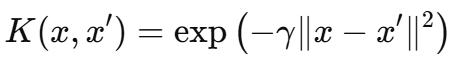 K(x, x′) = exp (−γ‖x − x′‖²)